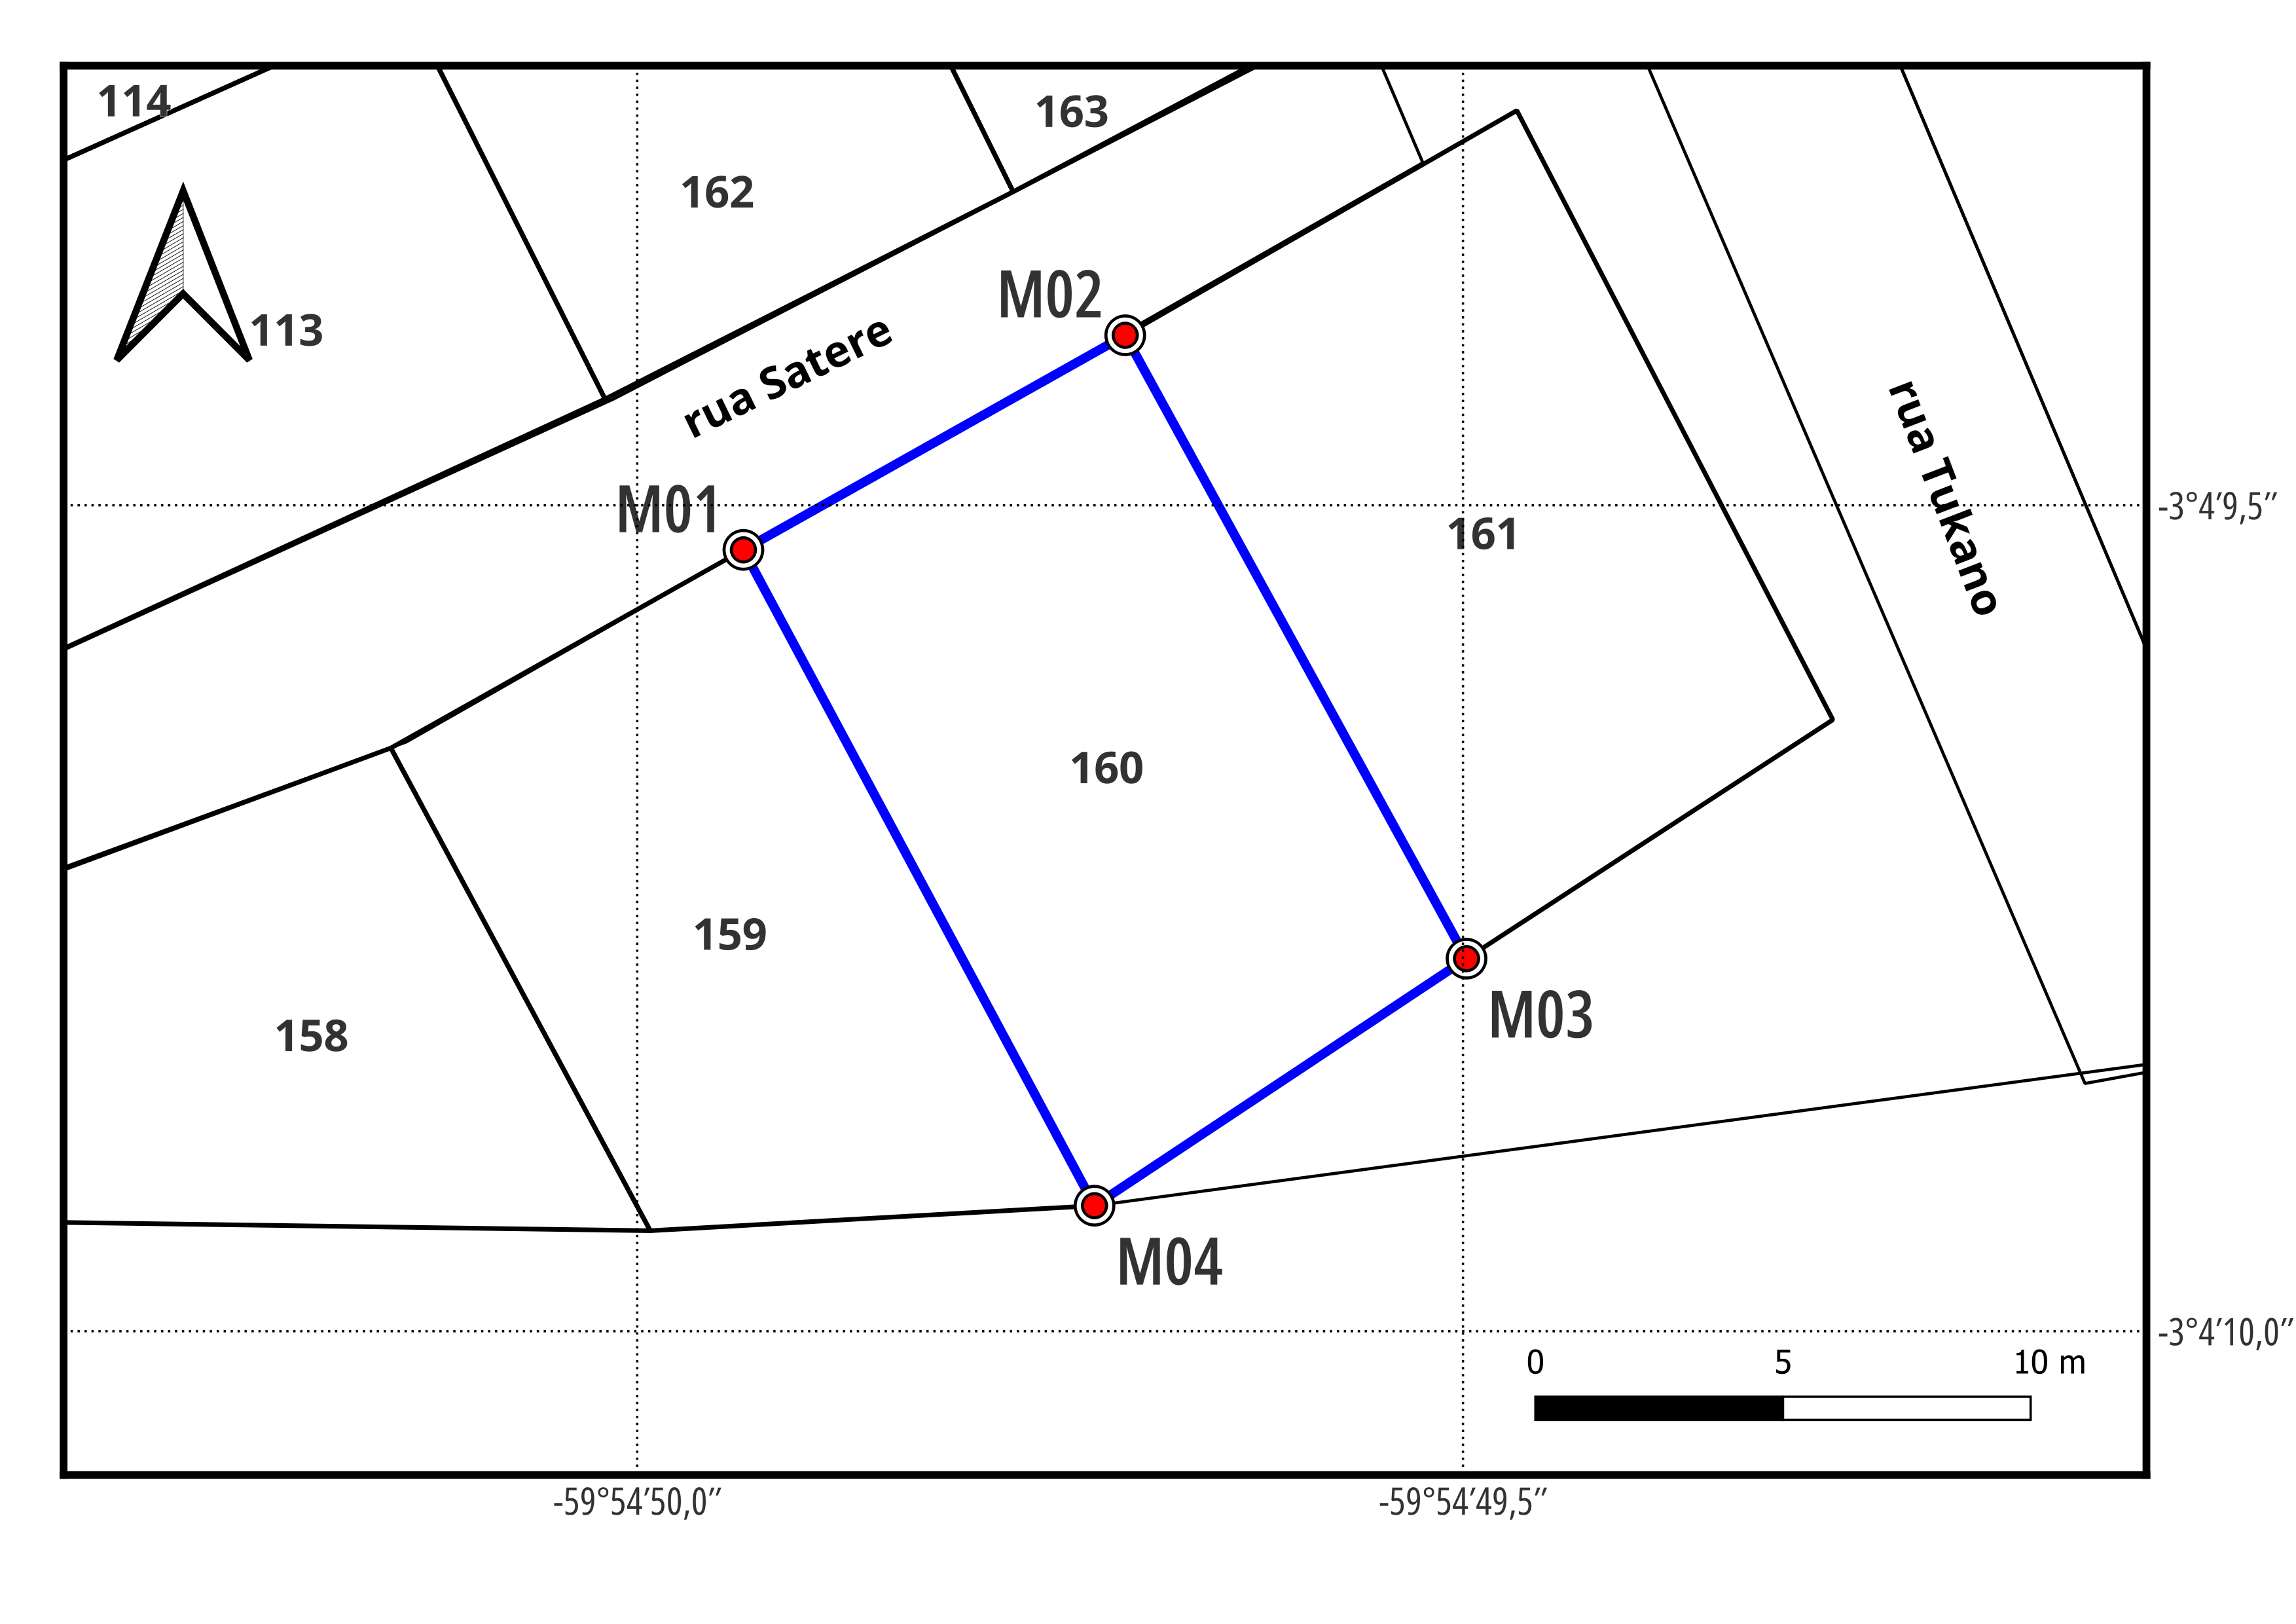 114
163
162
M02
113
rua Satere
rua Tukano
M01
-3°4′9,5″
161
160
159
M03
158
M04
-3°4′10,0″
0 5 10 m
-59°54′50,0″
-59°54′49,5″